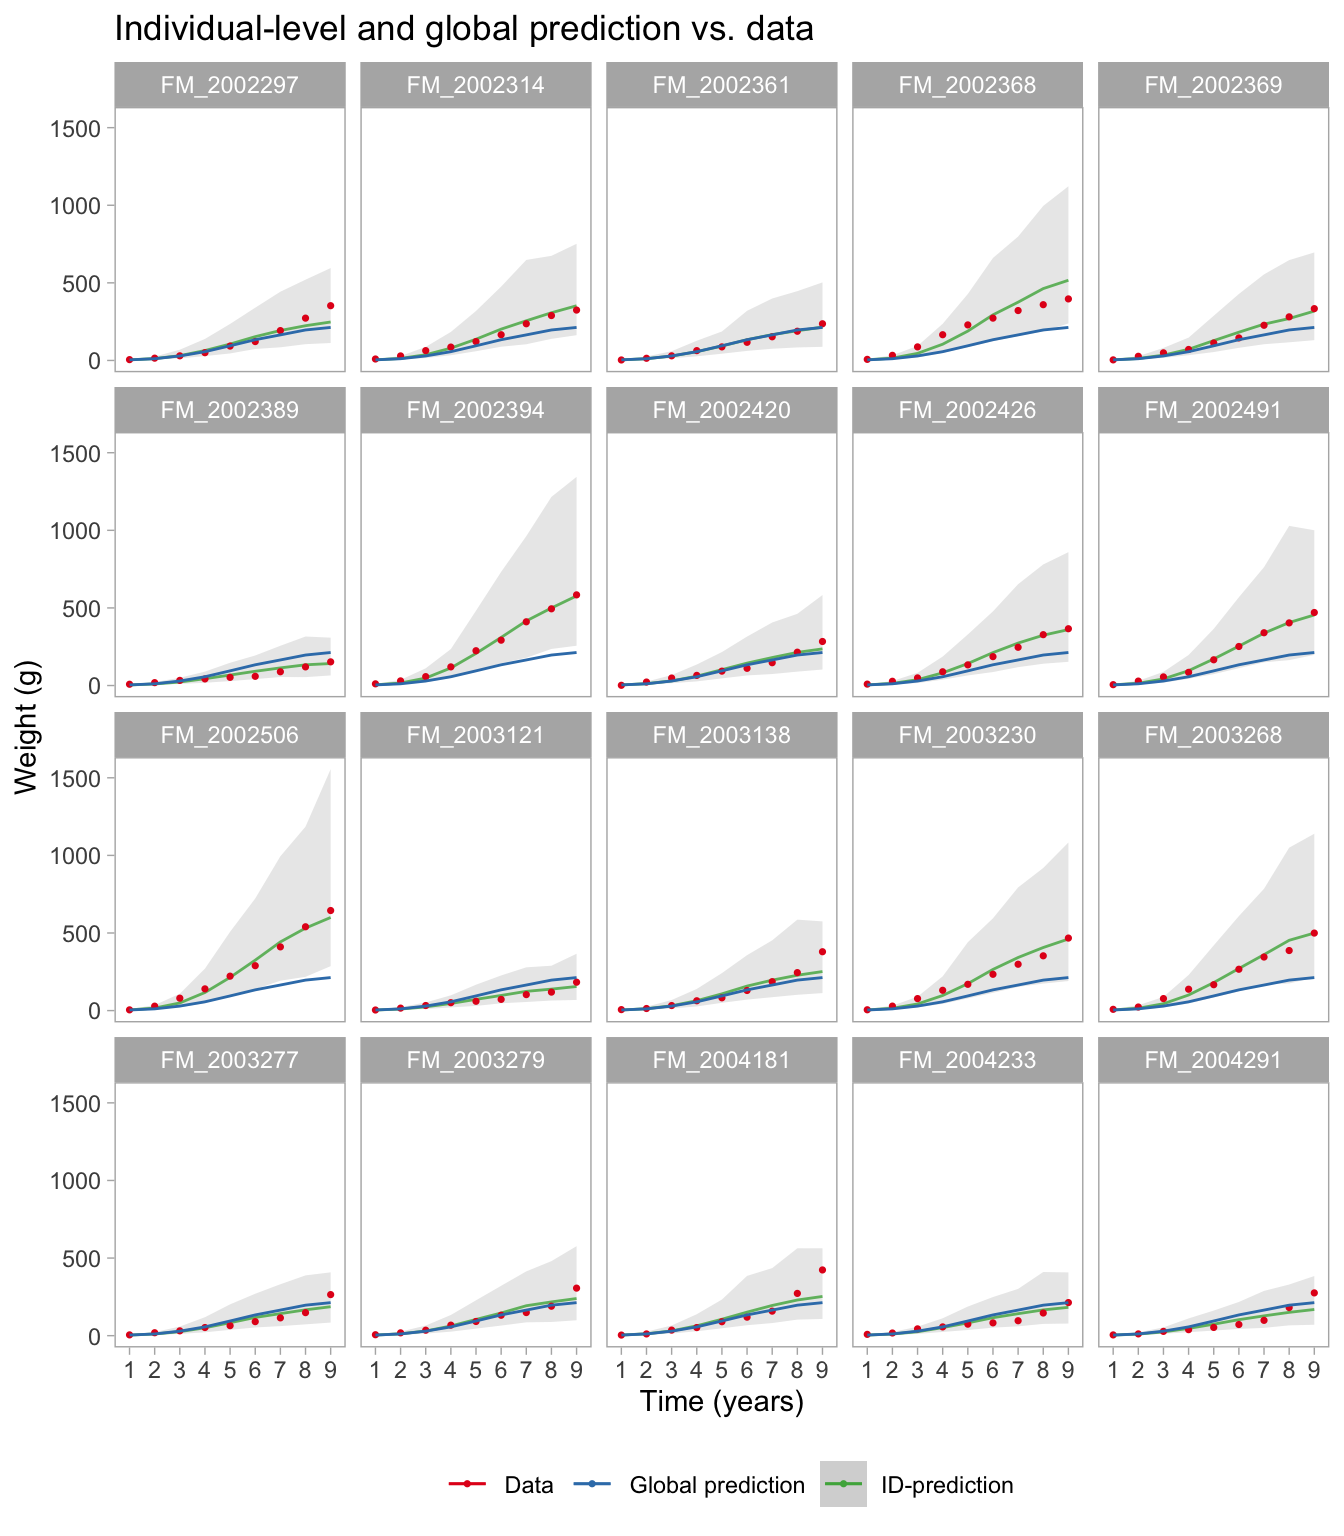 Individual-level and global prediction vs. data
FM_2002297 FM_2002314 FM_2002361 FM_2002368 FM_2002369
1500
1000
500
0
FM_2002389 FM_2002394 FM_2002420 FM_2002426 FM_2002491
1500
1000
500
0
Weight (g)
FM_2002506 FM_2003121 FM_2003138 FM_2003230 FM_2003268
1500
1000
500
0
FM_2003277 FM_2003279 FM_2004181 FM_2004233 FM_2004291
1500
1000
500
0
1 2 3 4 5 6 7 8 9 1 2 3 4 5 6 7 8 9 1 2 3 4 5 6 7 8 9 1 2 3 4 5 6 7 8 9 1 2 3 4 5 6 7 8 9
Time (years)
Data Global prediction ID-prediction